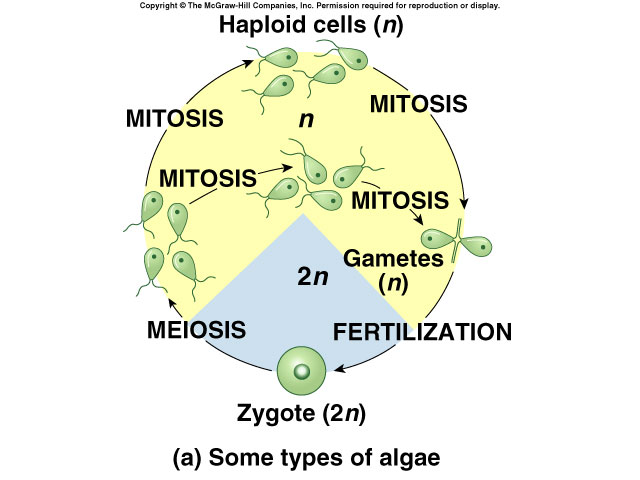 Copyright © The McGraw-Hill Companies, Inc. Permission required for reproduction or display.
Haploid cells (n)
MITOSIS
MITOSIS
n
MITOSIS
MITOSIS
Gametes
(n)
2n
MEIOSIS
FERTILIZATION
Zygote (2n)
(a) Some types of algae